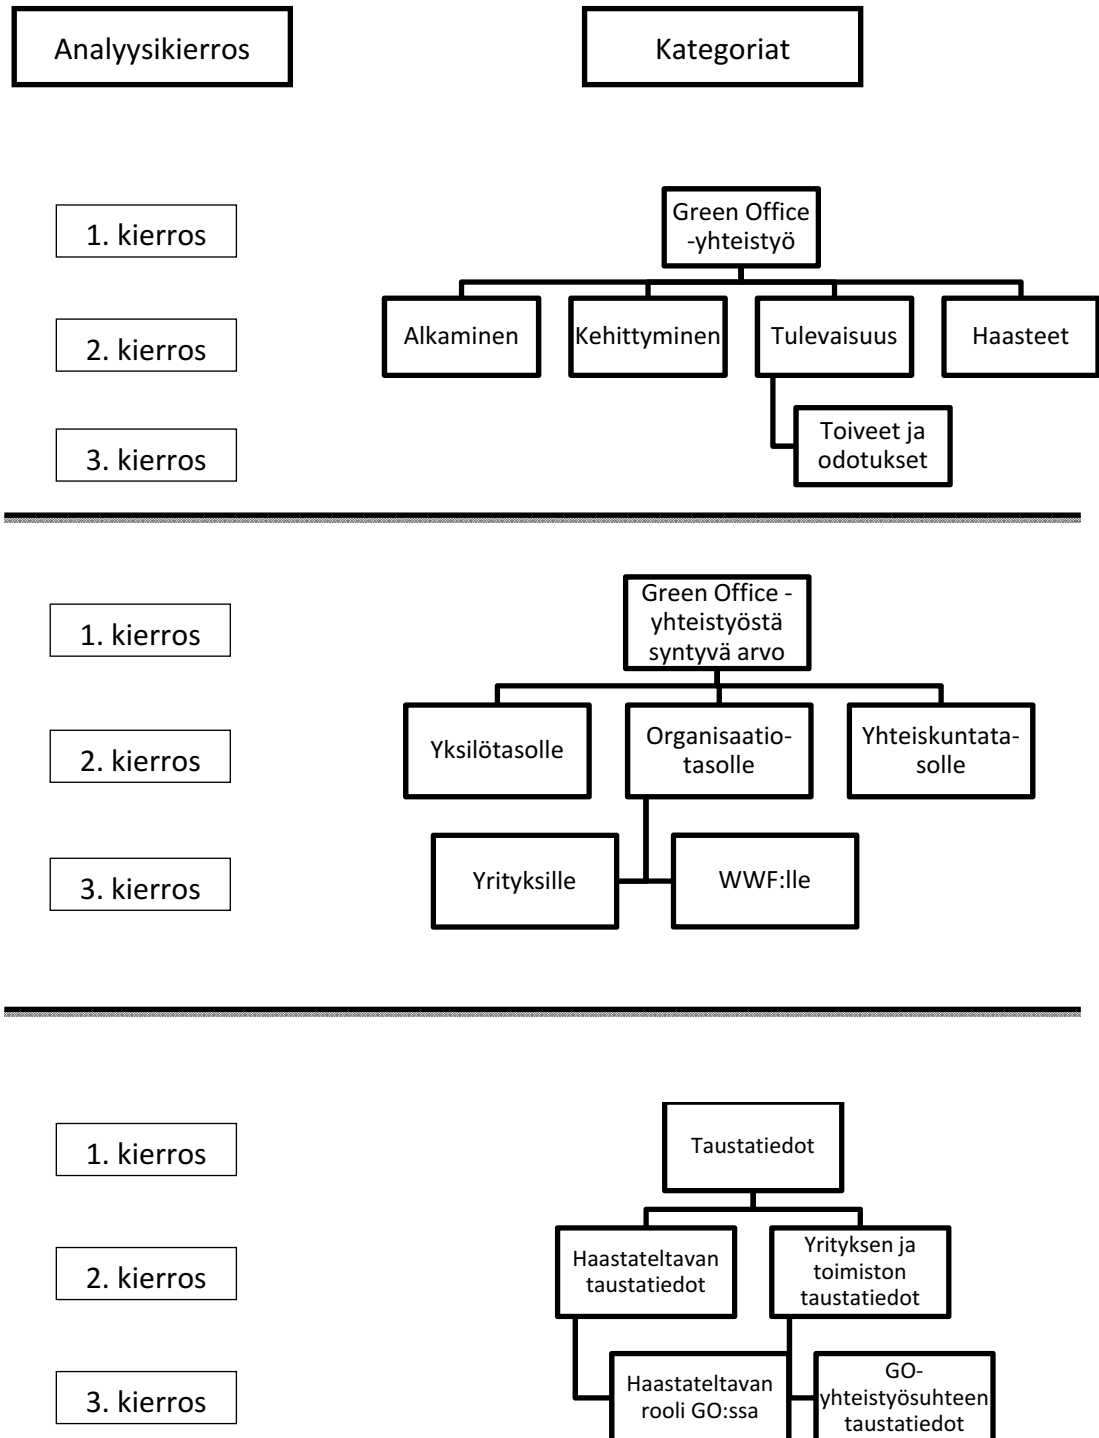 Analyysikierros
Kategoriat
1. kierros
Green Office
-yhteistyö
2. kierros
Alkaminen
Kehittyminen
Tulevaisuus
Haasteet
3. kierros
Toiveet ja
odotukset
1. kierros
Green Office -
yhteistyöstä
syntyvä arvo
2. kierros
Yksilötasolle
Organisaatio-
tasolle
Yhteiskuntata-
solle
3. kierros
Yrityksille
WWF:lle
1. kierros
Taustatiedot
2. kierros
Haastateltavan
taustatiedot
Yrityksen ja
toimiston
taustatiedot
3. kierros
Haastateltavan
rooli GO:ssa
GO-
yhteistyösuhteen
taustatiedot